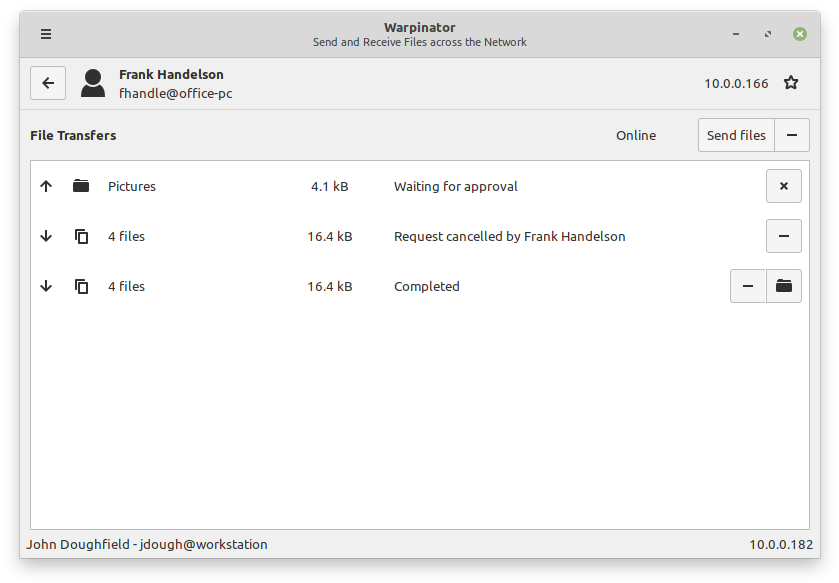 Warpinator
Send and Receive Files across the Network
Frank Handelson
fhandle@office-pc
10.0.0.166
File Transfers
Online
Send files
Pictures 4.1 kB Waiting for approval
4 files 16.4 kB Request cancelled by Frank Handelson
4 files 16.4 kB Completed
John Doughfield - jdough@workstation
10.0.0.182